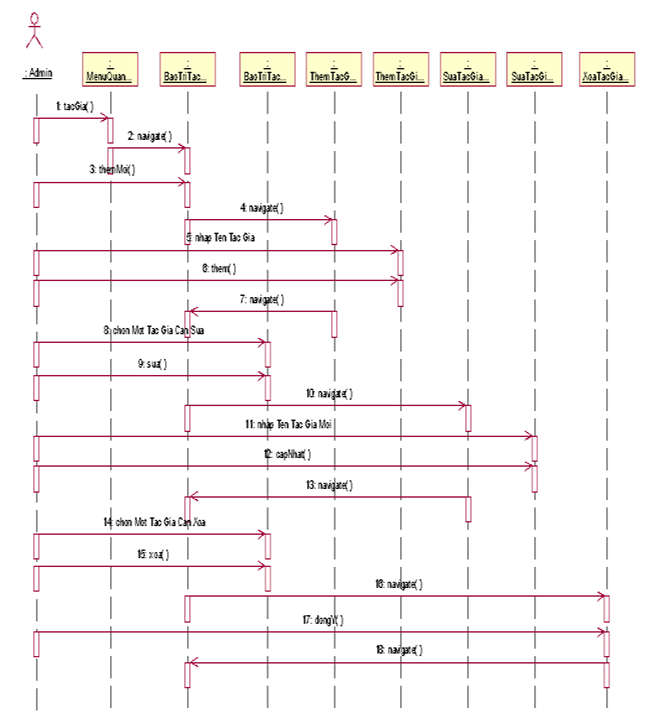 : Admin
:
MenuQuan...
:
BaoTriTac...
:
BaoTriTac...
:
ThemTacG...
:
ThemTacGi...
:
SuaTacGia...
:
SuaTacGi...
:
XoaTacGia...
1: tacGia( )
2: navigate( )
3: themMoi( )
4: navigate( )
5: nhap Ten Tac Gia
6: them( )
7: navigate( )
8: chon Mot Tac Gia Can Sua
9: sua( )
10: navigate( )
11: nhap Ten Tac Gia Moi
12: capNhat( )
13: navigate( )
14: chon Mot Tac Gia Can Xoa
15: xoa( )
16: navigate( )
17: dongY( )
18: navigate( )